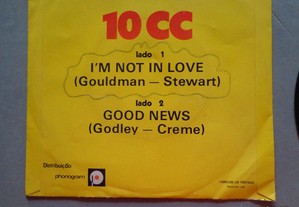 10 CC
lado 1
I'M NOT IN LOVE
(Gouldman — Stewart)
lado 2
GOOD NEWS
(Godley — Creme)
Distribuição
phonogram